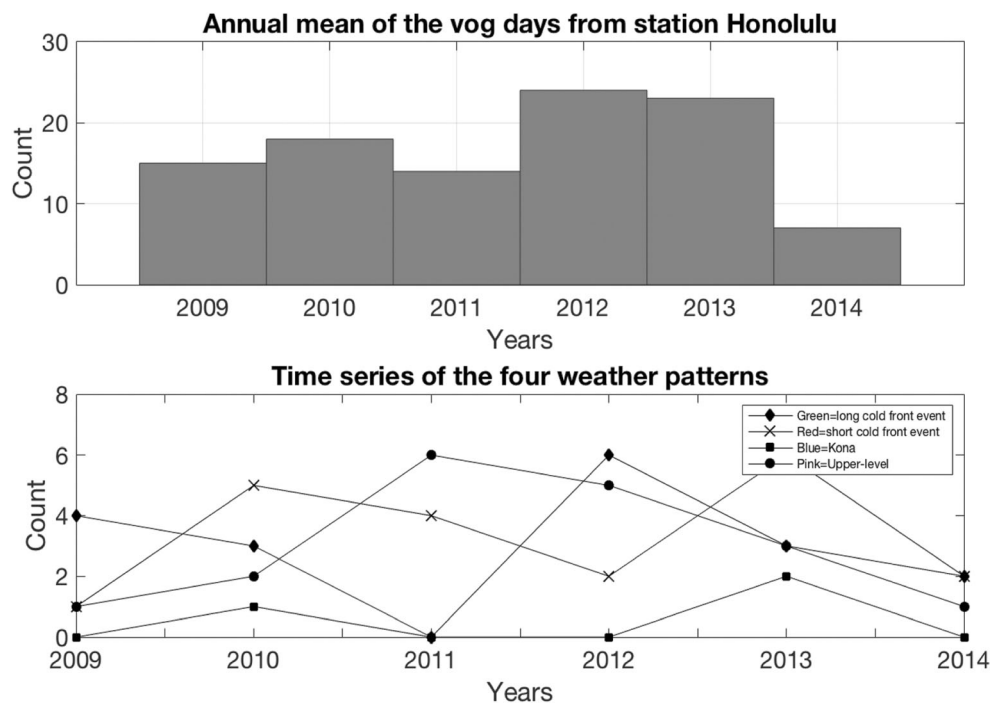 Annual mean of the vog days from station Honolulu
30
20
10
0
Count
2009 2010 2011 2012 2013 2014
Years
Time series of the four weather patterns
8
6
4
2
0
Count
Green=long cold front event
Red=short cold front event
Blue=Kona
Pink=Upper-level
2009 2010 2011 2012 2013 2014
Years